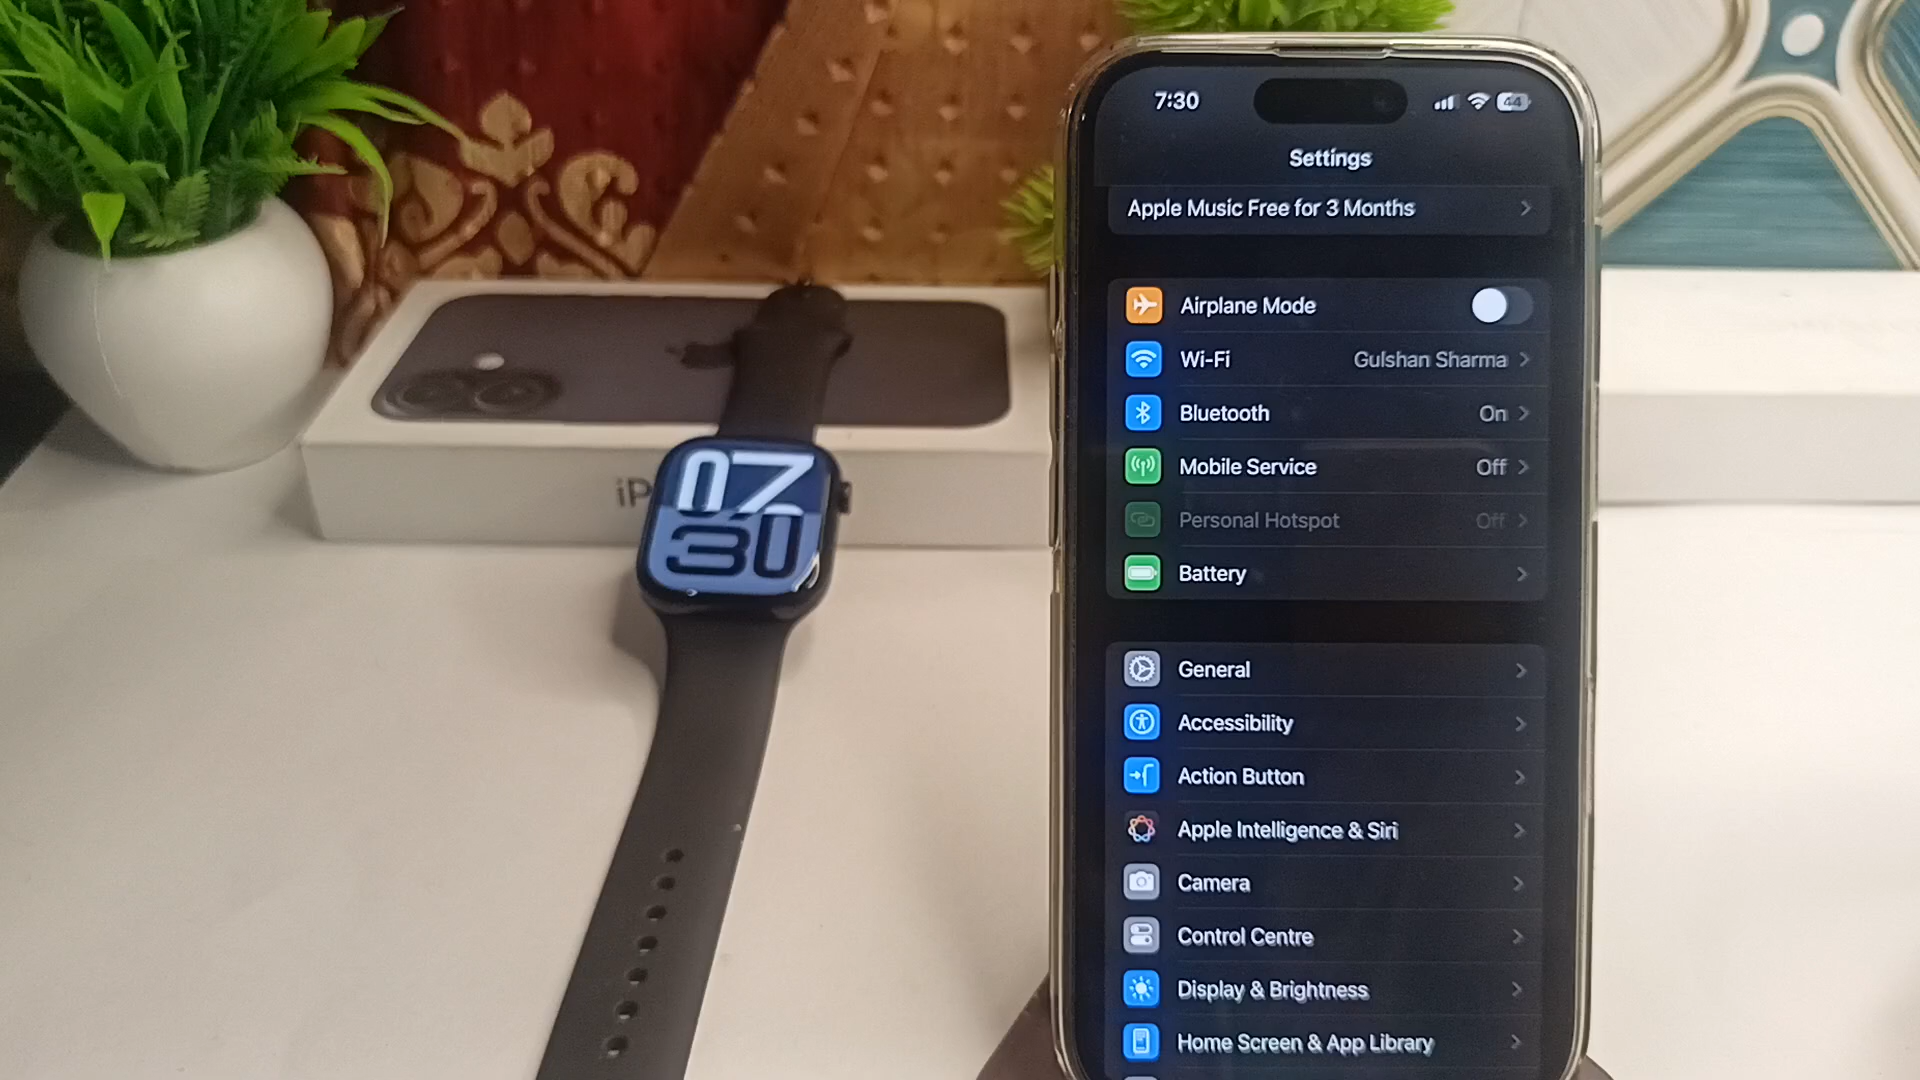 7:30
44
Settings
Apple Music Free for 3 Months
Airplane Mode
Wi-Fi Gulshan Sharma
Bluetooth On
Mobile Service Off
Personal Hotspot Off
Battery
General
Accessibility
Action Button
Apple Intelligence & Siri
Camera
Control Centre
Display & Brightness
Home Screen & App Library
07
30
iP